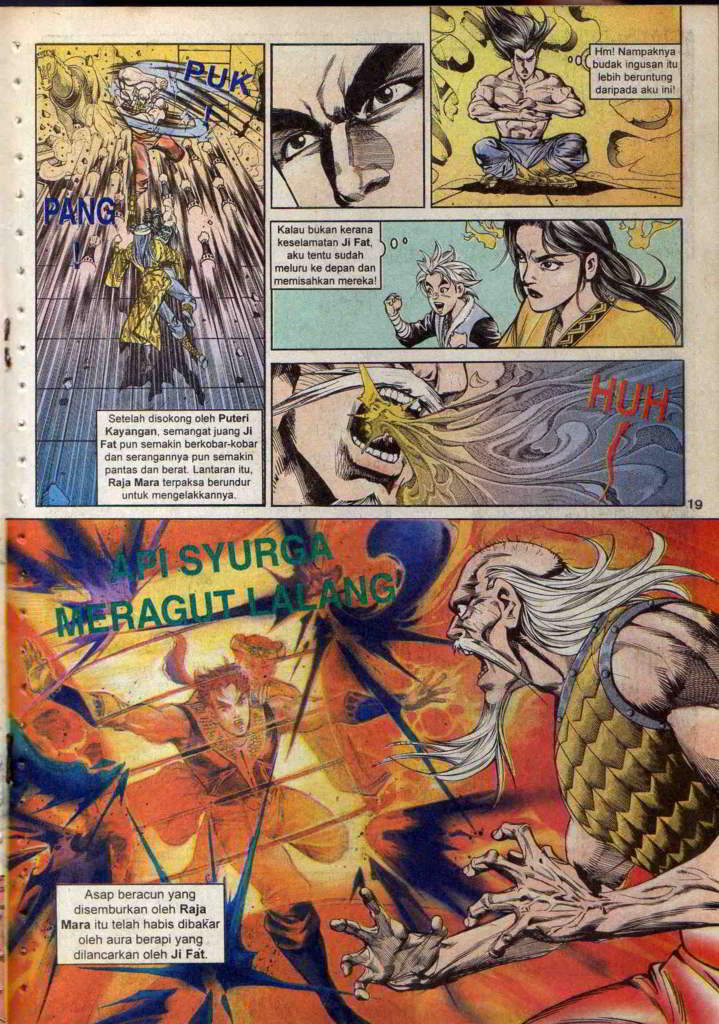 PUK
!
PANG
!
Setelah disokong oleh Puteri
Kayangan, semangat juang Ji
Fat pun semakin berkobar-kobar
dan serangannya pun semakin
pantas dan berat. Lantaran itu,
Raja Mara terpaksa berundur
untuk mengelakkannya.
Hm! Nampaknya
budak ingusan itu
lebih beruntung
daripada aku ini!
Kalau bukan kerana
keselamatan Ji Fat,
aku tentu sudah
meluru ke depan dan
memisahkan mereka!
HUH
!
19
API SYURGA
MERAGUT LALANG
Asap beracun yang
disemburkan oleh Raja
Mara itu telah habis dibakar
oleh aura berapi yang
dilancarkan oleh Ji Fat.